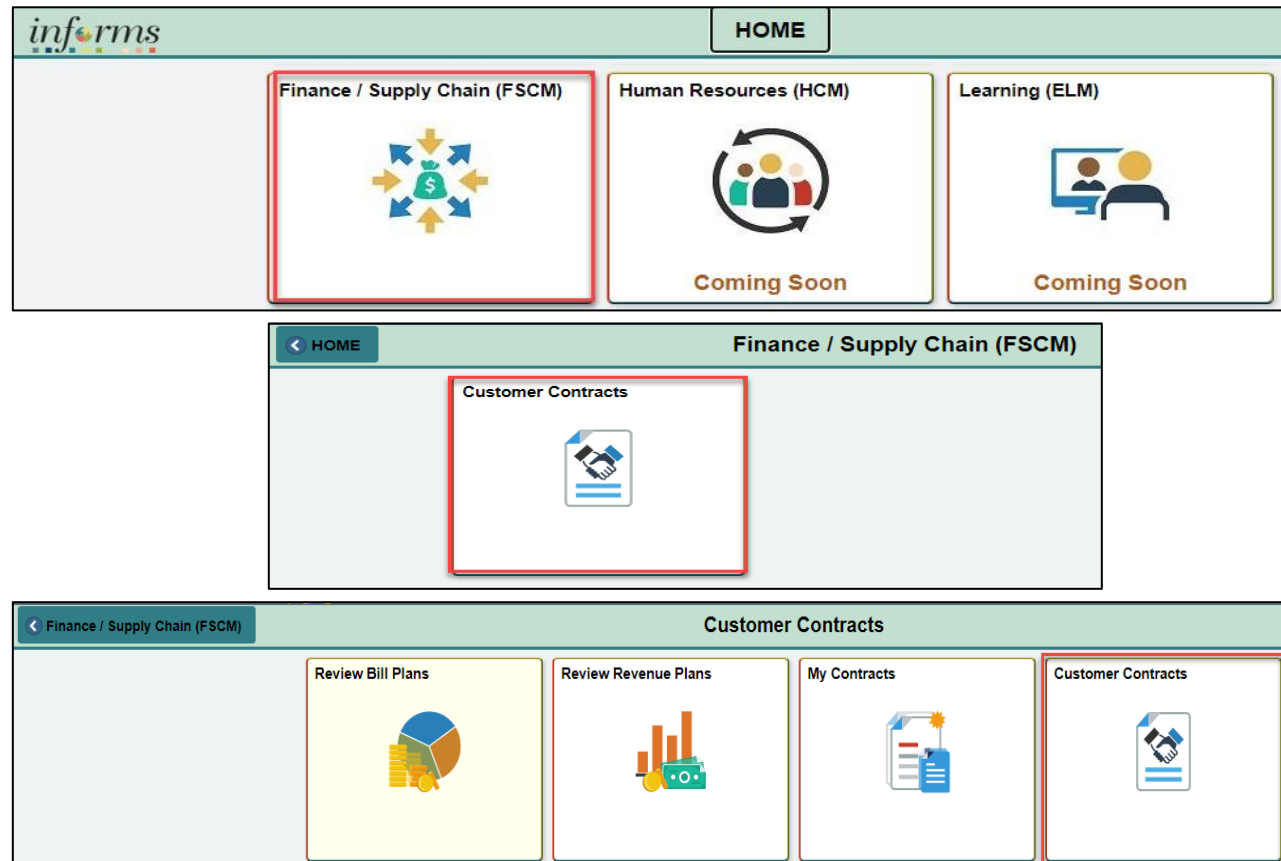 informs
HOME
Finance / Supply Chain (FSCM)
Human Resources (HCM)
Learning (ELM)
$
Coming Soon
Coming Soon
HOME
Finance / Supply Chain (FSCM)
Customer Contracts
Finance / Supply Chain (FSCM)
Customer Contracts
Review Bill Plans
Review Revenue Plans
My Contracts
Customer Contracts